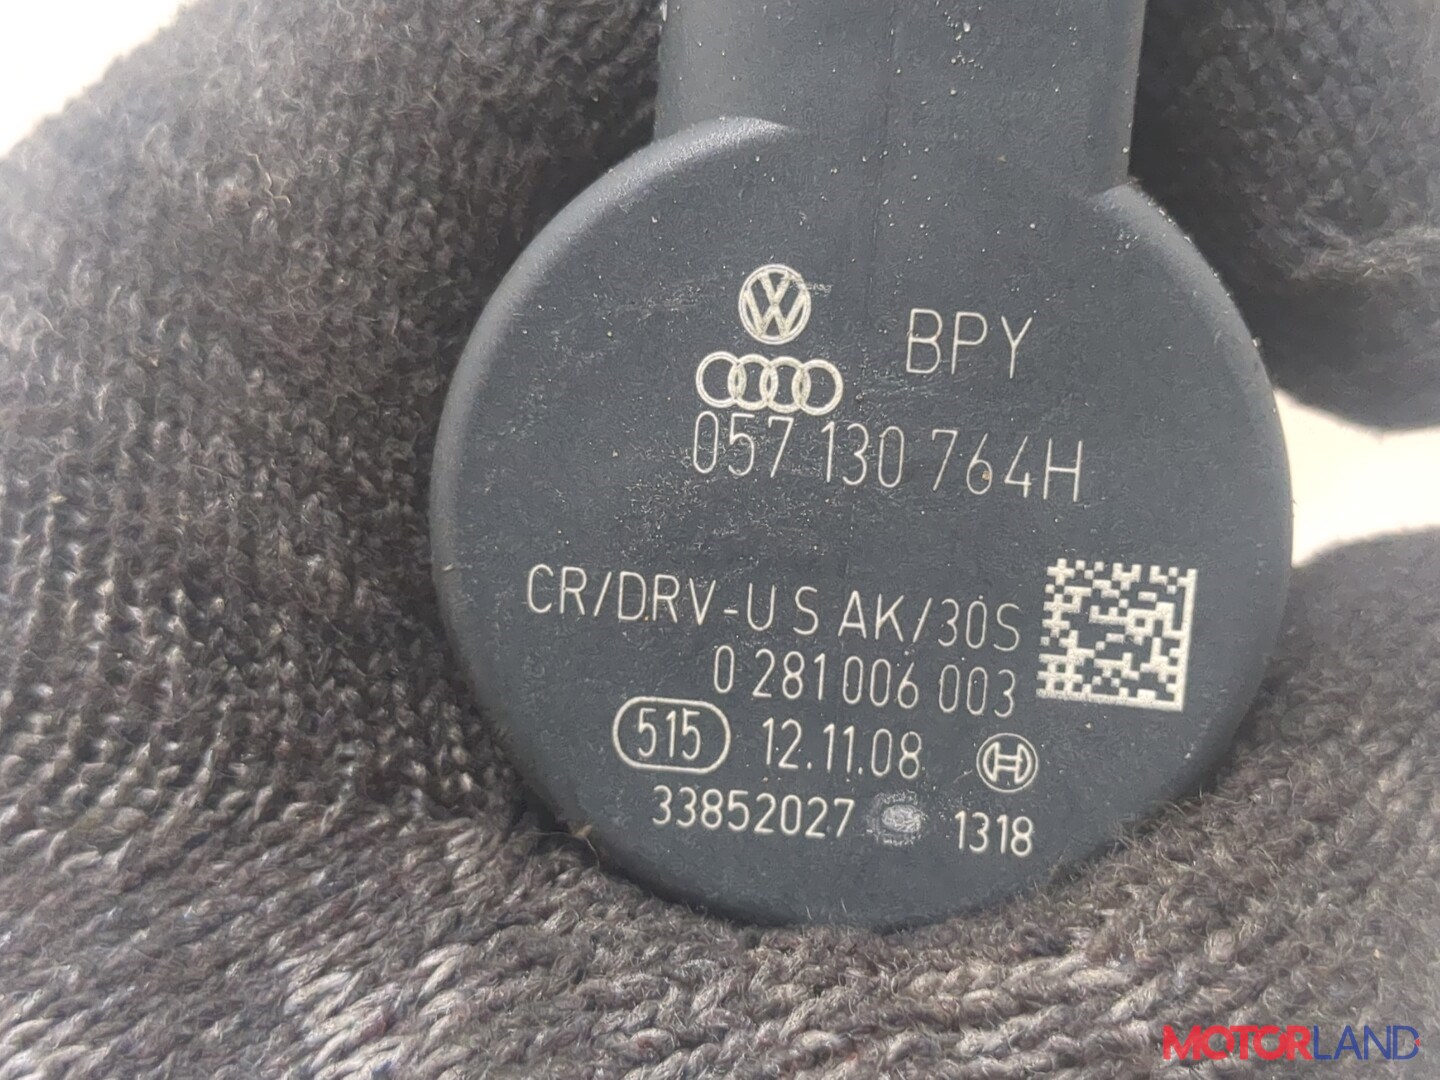 BPY
057 130 764H
CR/DRV-U S AK/30S
0 281 006 003
515 12.11.08
33852027 1318
MOTORLAND